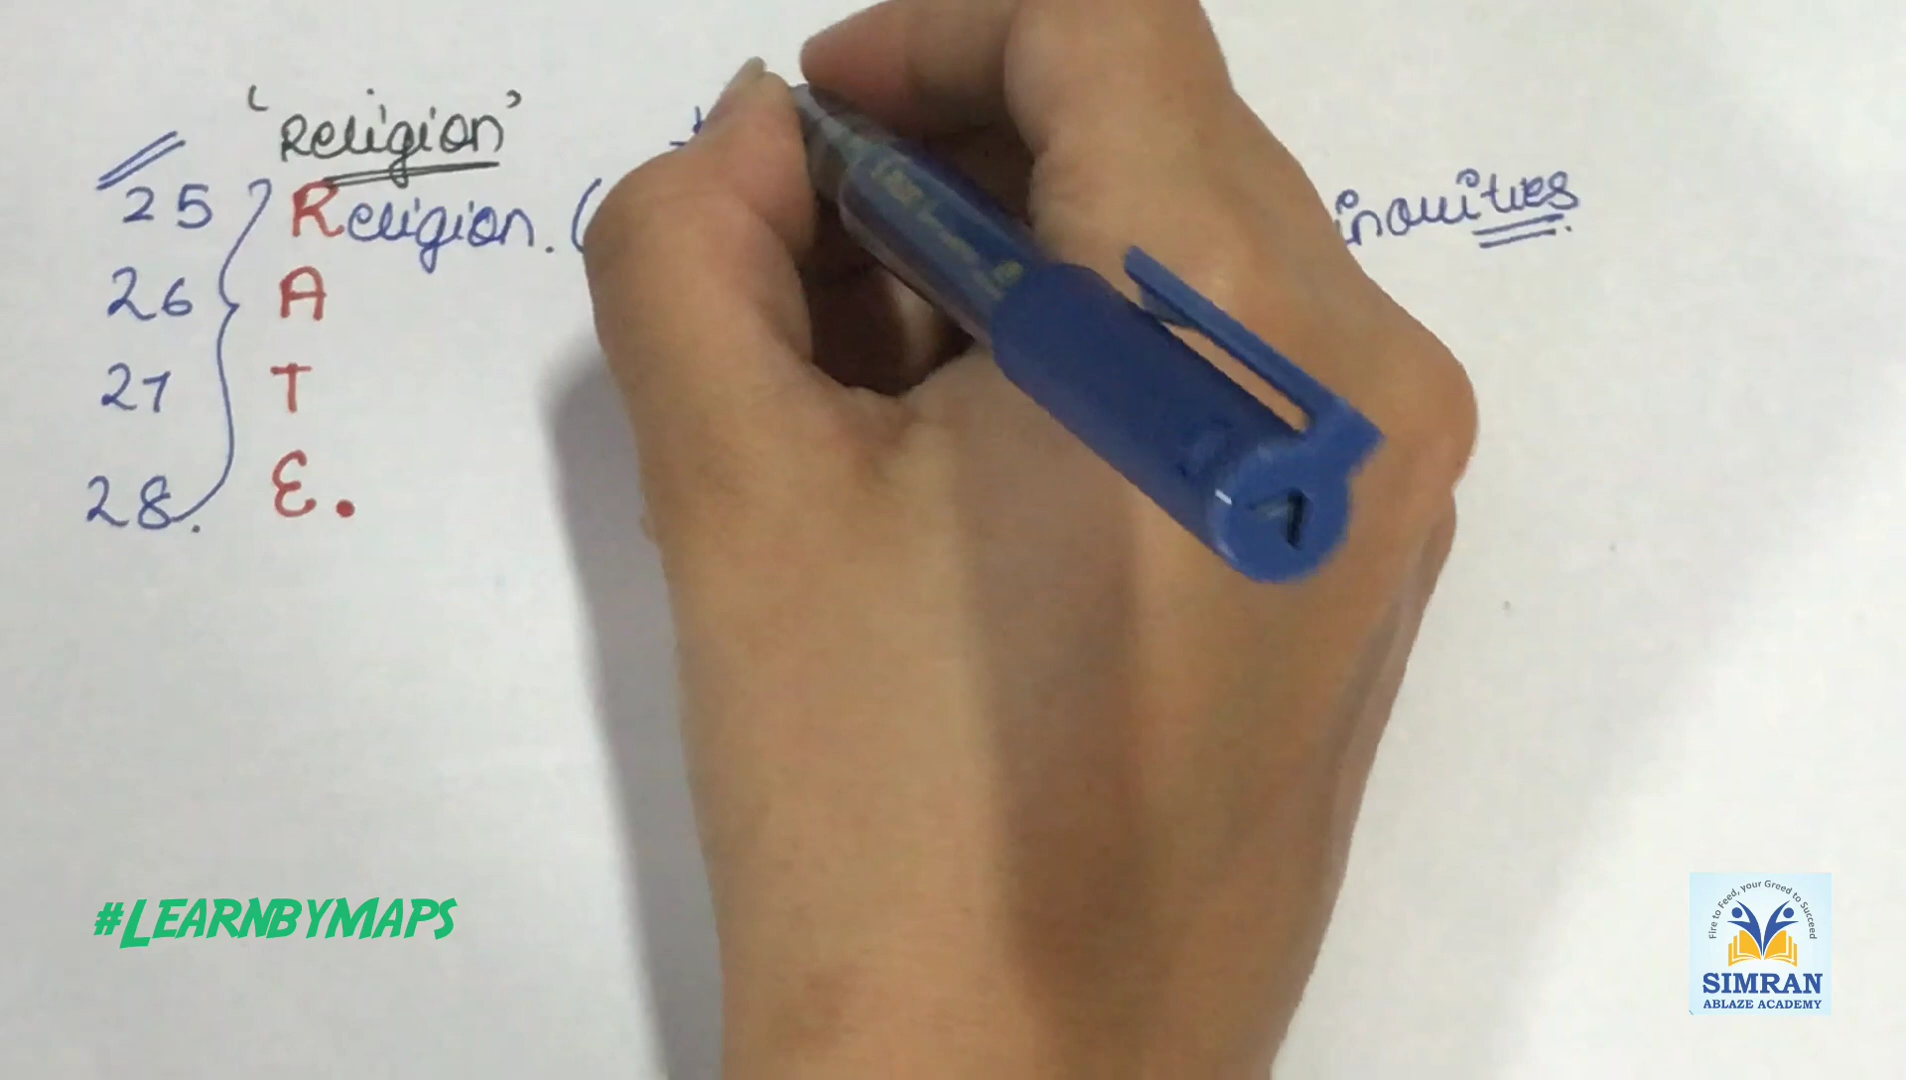 'Religion'
25 Religion. (
26 A
27 T
28. E.
#LEARNBYMAPS
Fire to Feed, your Greed to Succeed
SIMRAN
ABLAZE ACADEMY